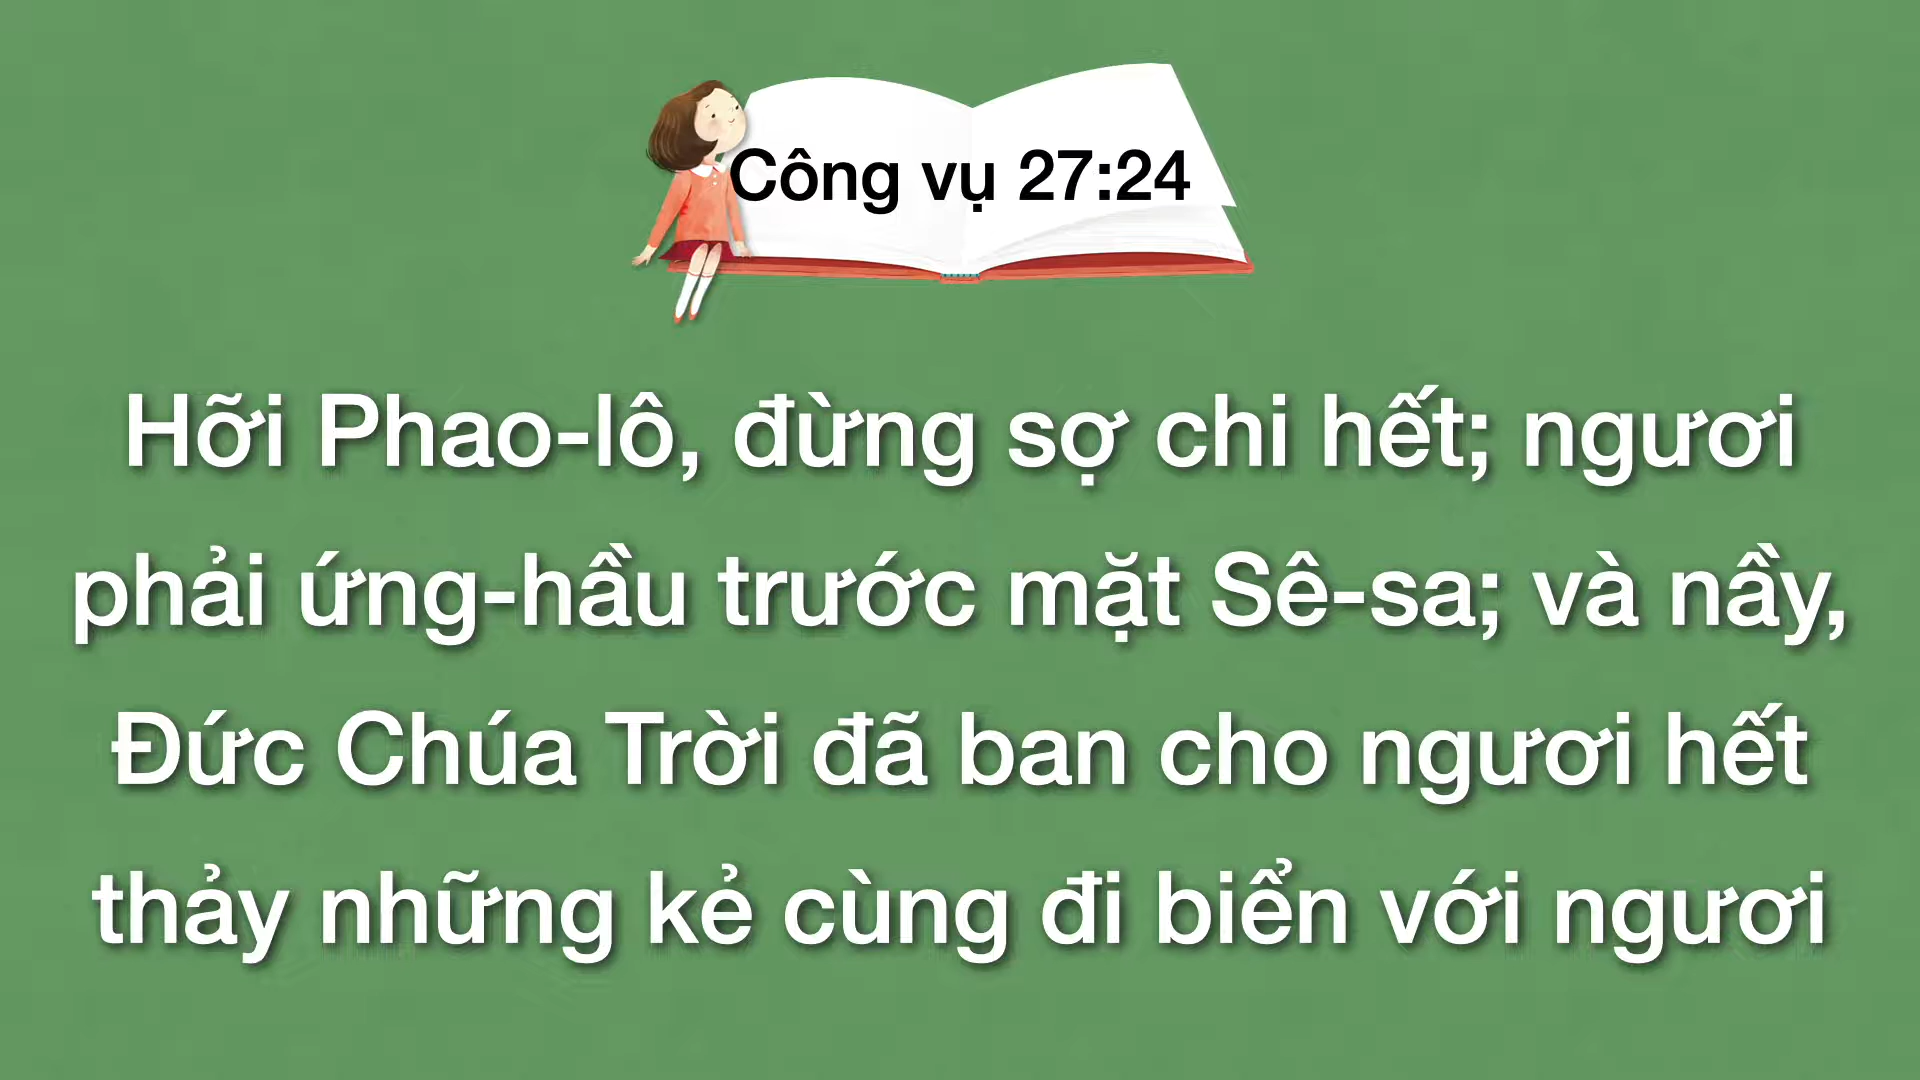 Công vụ 27:24
Hỡi Phao-lô, đừng sợ chi hết; ngươi
phải ứng-hầu trước mặt Sê-sa; và nầy,
Đức Chúa Trời đã ban cho ngươi hết
thảy những kẻ cùng đi biển với ngươi